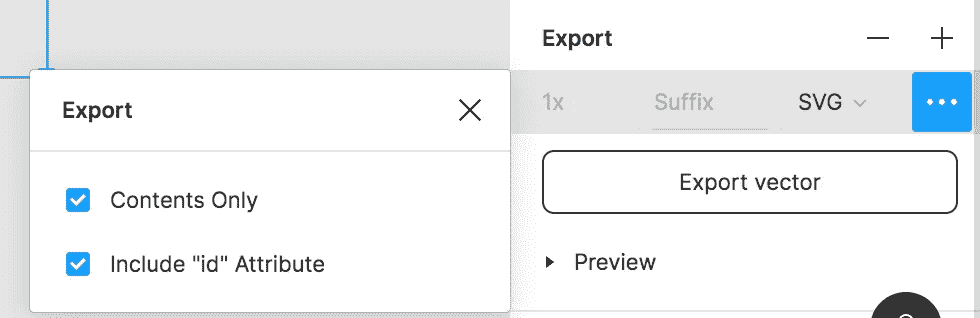 Export
1x Suffix SVG
Export vector
Preview
Export
Contents Only
Include "id" Attribute